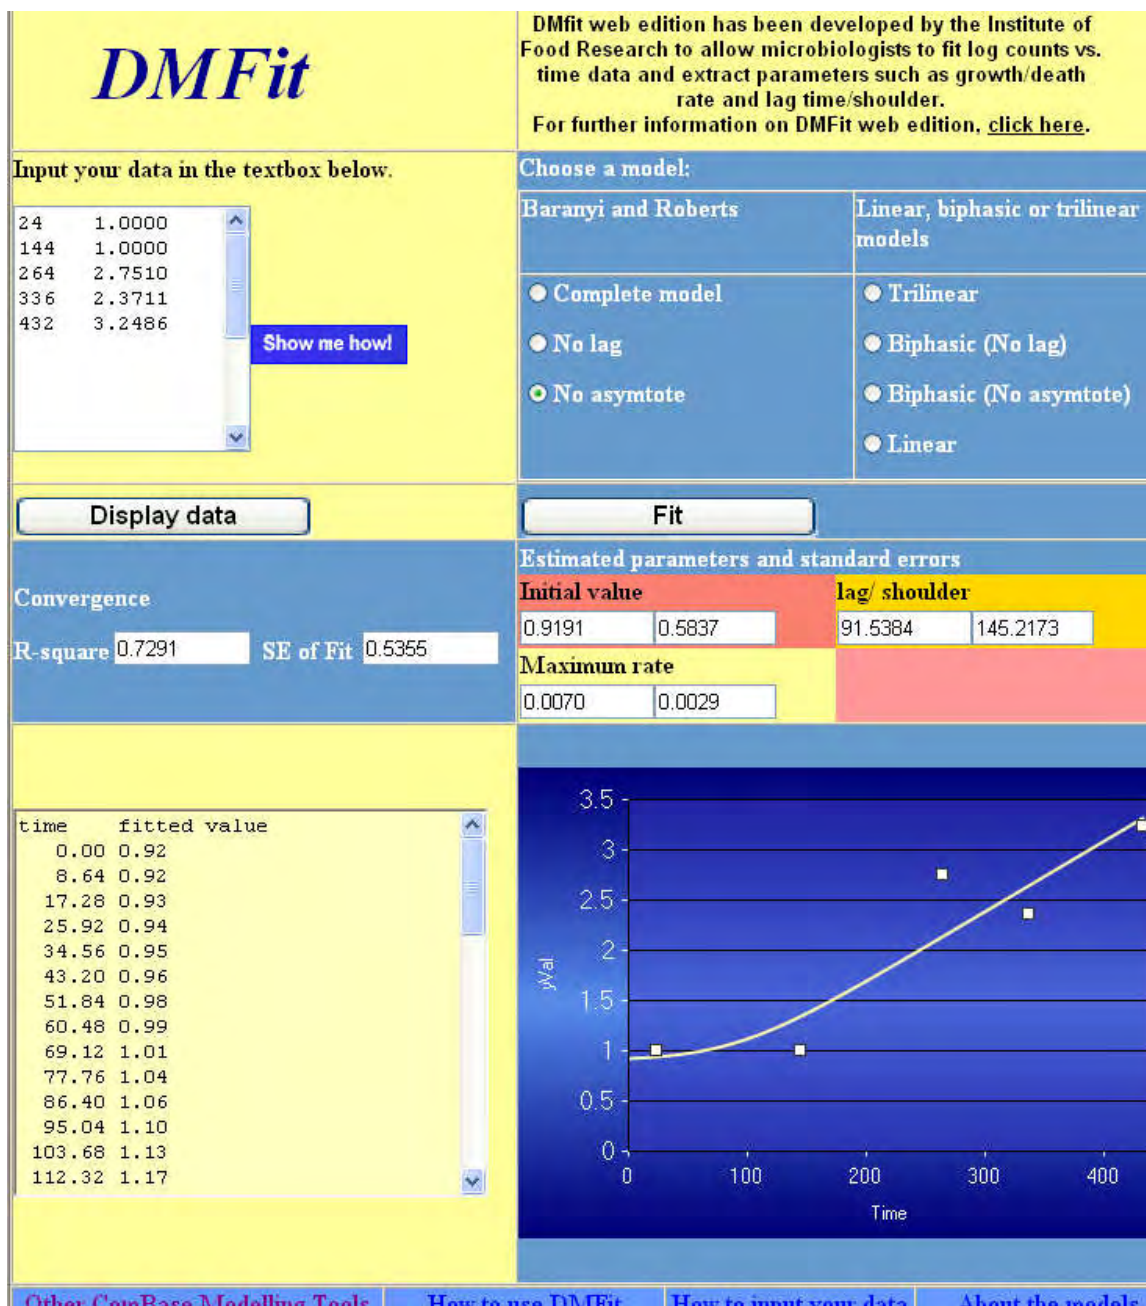 DMFit
DMfit web edition has been developed by the Institute of
Food Research to allow microbiologists to fit log counts vs.
time data and extract parameters such as growth/death
rate and lag time/shoulder.
For further information on DMFit web edition, click here.
Input your data in the textbox below.
24 1.0000
144 1.0000
264 2.7510
336 2.3711
432 3.2486
Show me how!
Choose a model:
Baranyi and Roberts
Linear, biphasic or trilinear
models
Complete model
No lag
No asymtote
Trilinear
Biphasic (No lag)
Biphasic (No asymtote)
Linear
Display data
Fit
Convergence
R-square 0.7291 SE of Fit 0.5355
Estimated parameters and standard errors
Initial value
0.9191 0.5837
lag/ shoulder
91.5384 145.2173
Maximum rate
0.0070 0.0029
time fitted value
0.00 0.92
8.64 0.92
17.28 0.93
25.92 0.94
34.56 0.95
43.20 0.96
51.84 0.98
60.48 0.99
69.12 1.01
77.76 1.04
86.40 1.06
95.04 1.10
103.68 1.13
112.32 1.17
3.5
3
2.5
2
1.5
1
0.5
0
yVal
0 100 200 300 400
Time
Other ComBase Modelling Tools
How to use DMFit
How to input your data
About the models